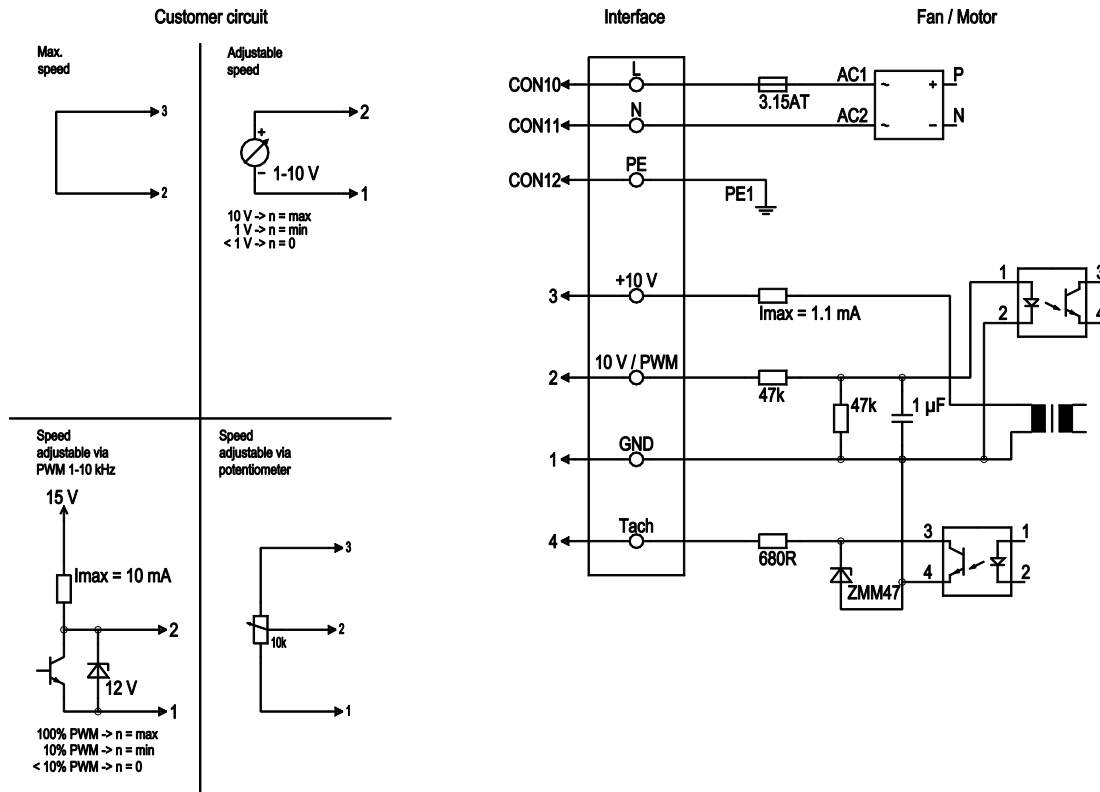 Customer circuit
Interface
Fan / Motor
Max.
speed
3
2
Adjustable
speed
2
+
1-10 V
−
1
10 V -> n = max
1 V -> n = min
< 1 V -> n = 0
Speed
adjustable via
PWM 1-10 kHz
15 V
Imax = 10 mA
2
12 V
1
100% PWM -> n = max
10% PWM -> n = min
< 10% PWM -> n = 0
Speed
adjustable via
potentiometer
3
2
10k
1
L
CON10
3.15AT
AC1
~
+
P
N
CON11
AC2
~
−
N
PE
CON12
PE1
+10 V
3
Imax = 1.1 mA
1
3
2
4
10 V / PWM
2
47k
47k
1 µF
GND
1
Tach
4
680R
3
1
4
2
ZMM47